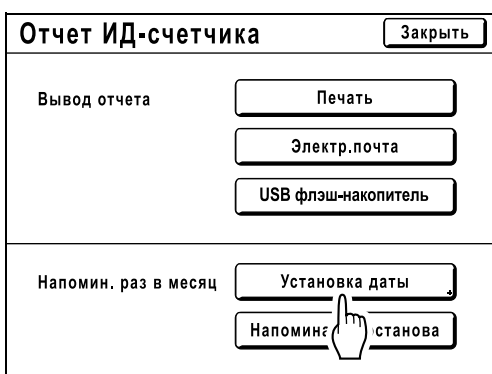 Отчет ИД-счетчика
Закрыть
Вывод отчета
Печать
Электр.почта
USB флэш-накопитель
Напомин. раз в месяц
Установка даты